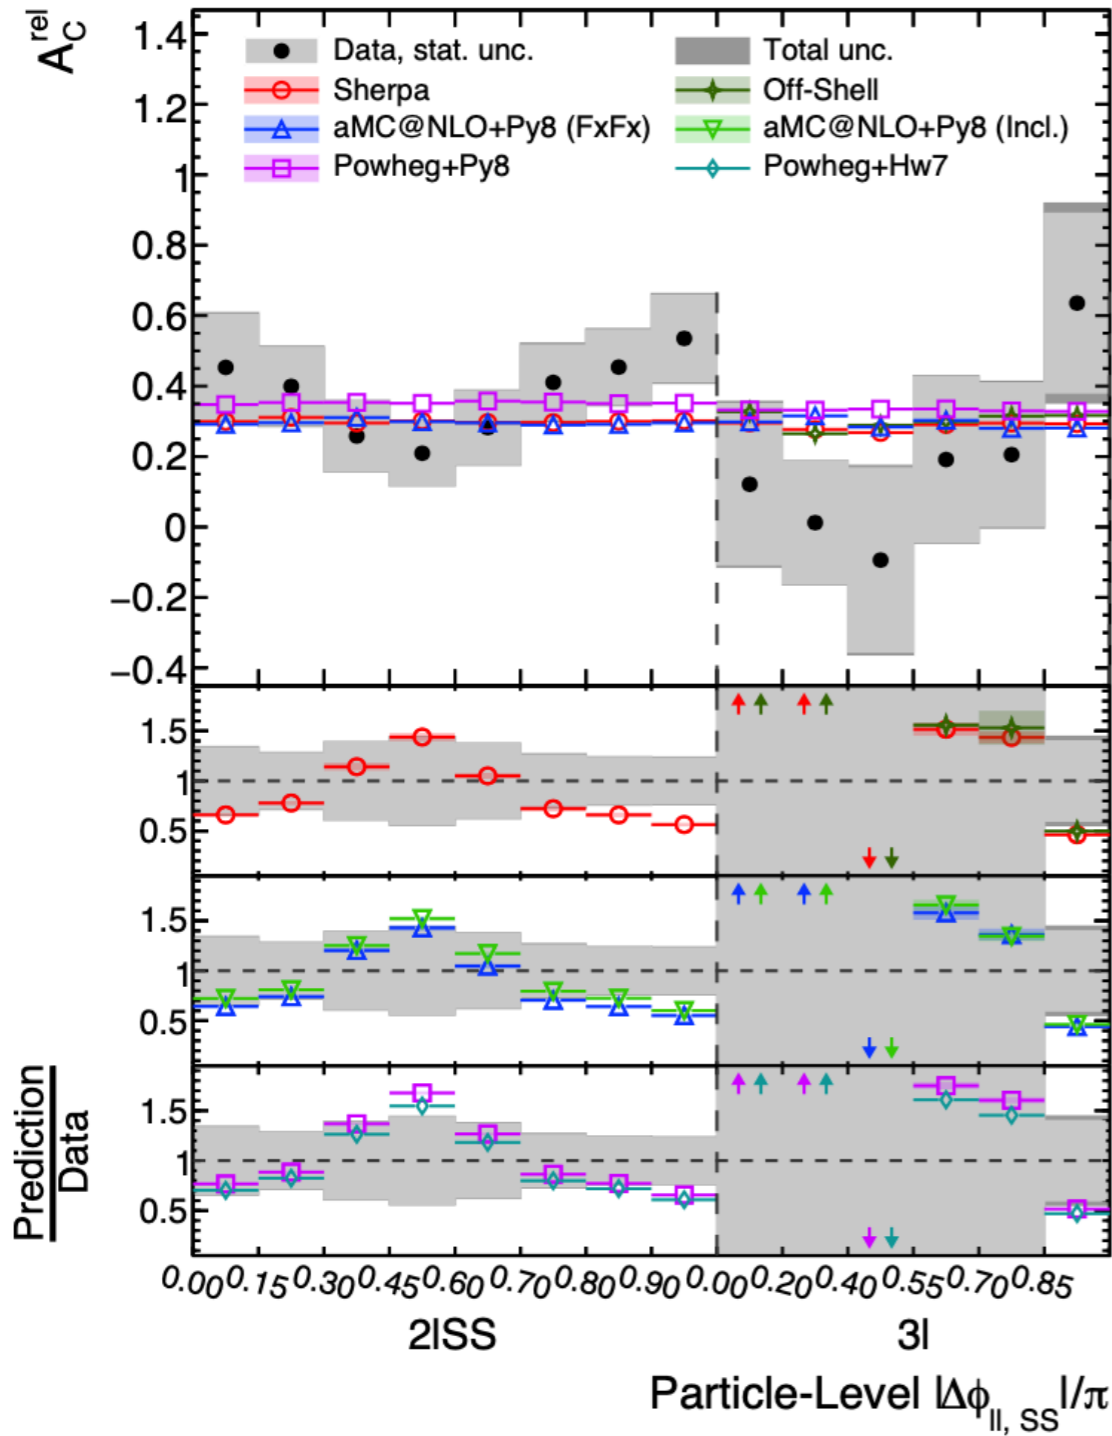 A_C^rel
1.4
Data, stat. unc. Total unc.
Sherpa Off-Shell
1.2
aMC@NLO+Py8 (FxFx) aMC@NLO+Py8 (Incl.)
Powheg+Py8 Powheg+Hw7
1
0.8
0.6
0.4
0.2
0
−0.2
−0.4
1.5
1
0.5
1.5
1
0.5
Prediction
Data
1.5
1
0.5
0.00 0.15 0.30 0.45 0.60 0.70 0.80 0.90 0.00 0.20 0.40 0.55 0.70 0.85
2lSS 3l
Particle-Level |Δϕ_ll, SS|/π